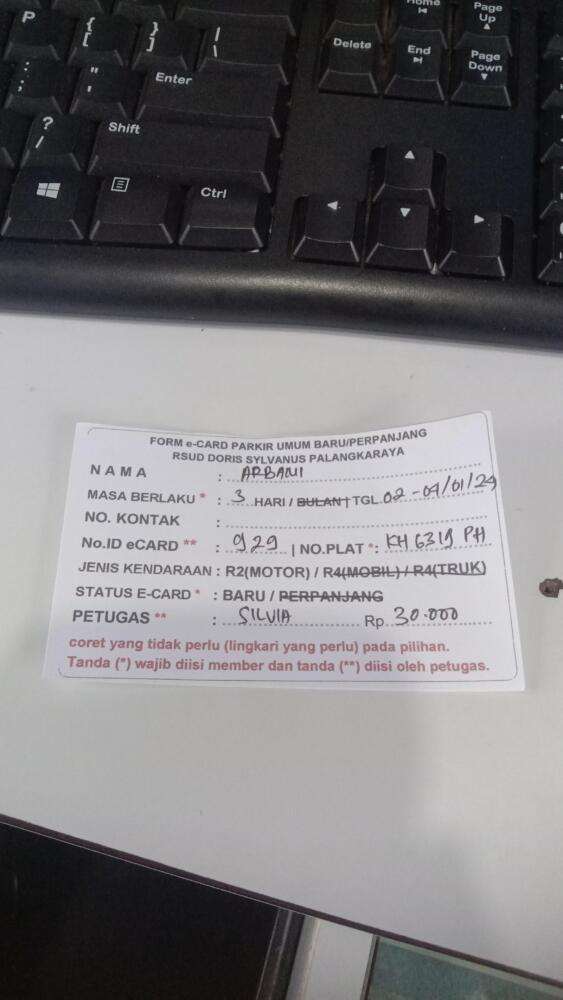 Home
Page Up
P
{ [
} ]
| \
Delete
End
Page Down
: ;
" '
Enter
? /
Shift
Ctrl
FORM e-CARD PARKIR UMUM BARU/PERPANJANG
RSUD DORIS SYLVANUS PALANGKARAYA
NAMA : ARBANI
MASA BERLAKU * : 3 HARI / BULAN | TGL 02 - 04/01/24
NO. KONTAK :
No.ID eCARD ** : 929 | NO.PLAT *: KH 6319 PH
JENIS KENDARAAN : R2(MOTOR) / R4(MOBIL) / R4(TRUK)
STATUS E-CARD * : BARU / PERPANJANG
PETUGAS ** : SILVIA Rp 30.000
coret yang tidak perlu (lingkari yang perlu) pada pilihan.
Tanda (*) wajib diisi member dan tanda (**) diisi oleh petugas.